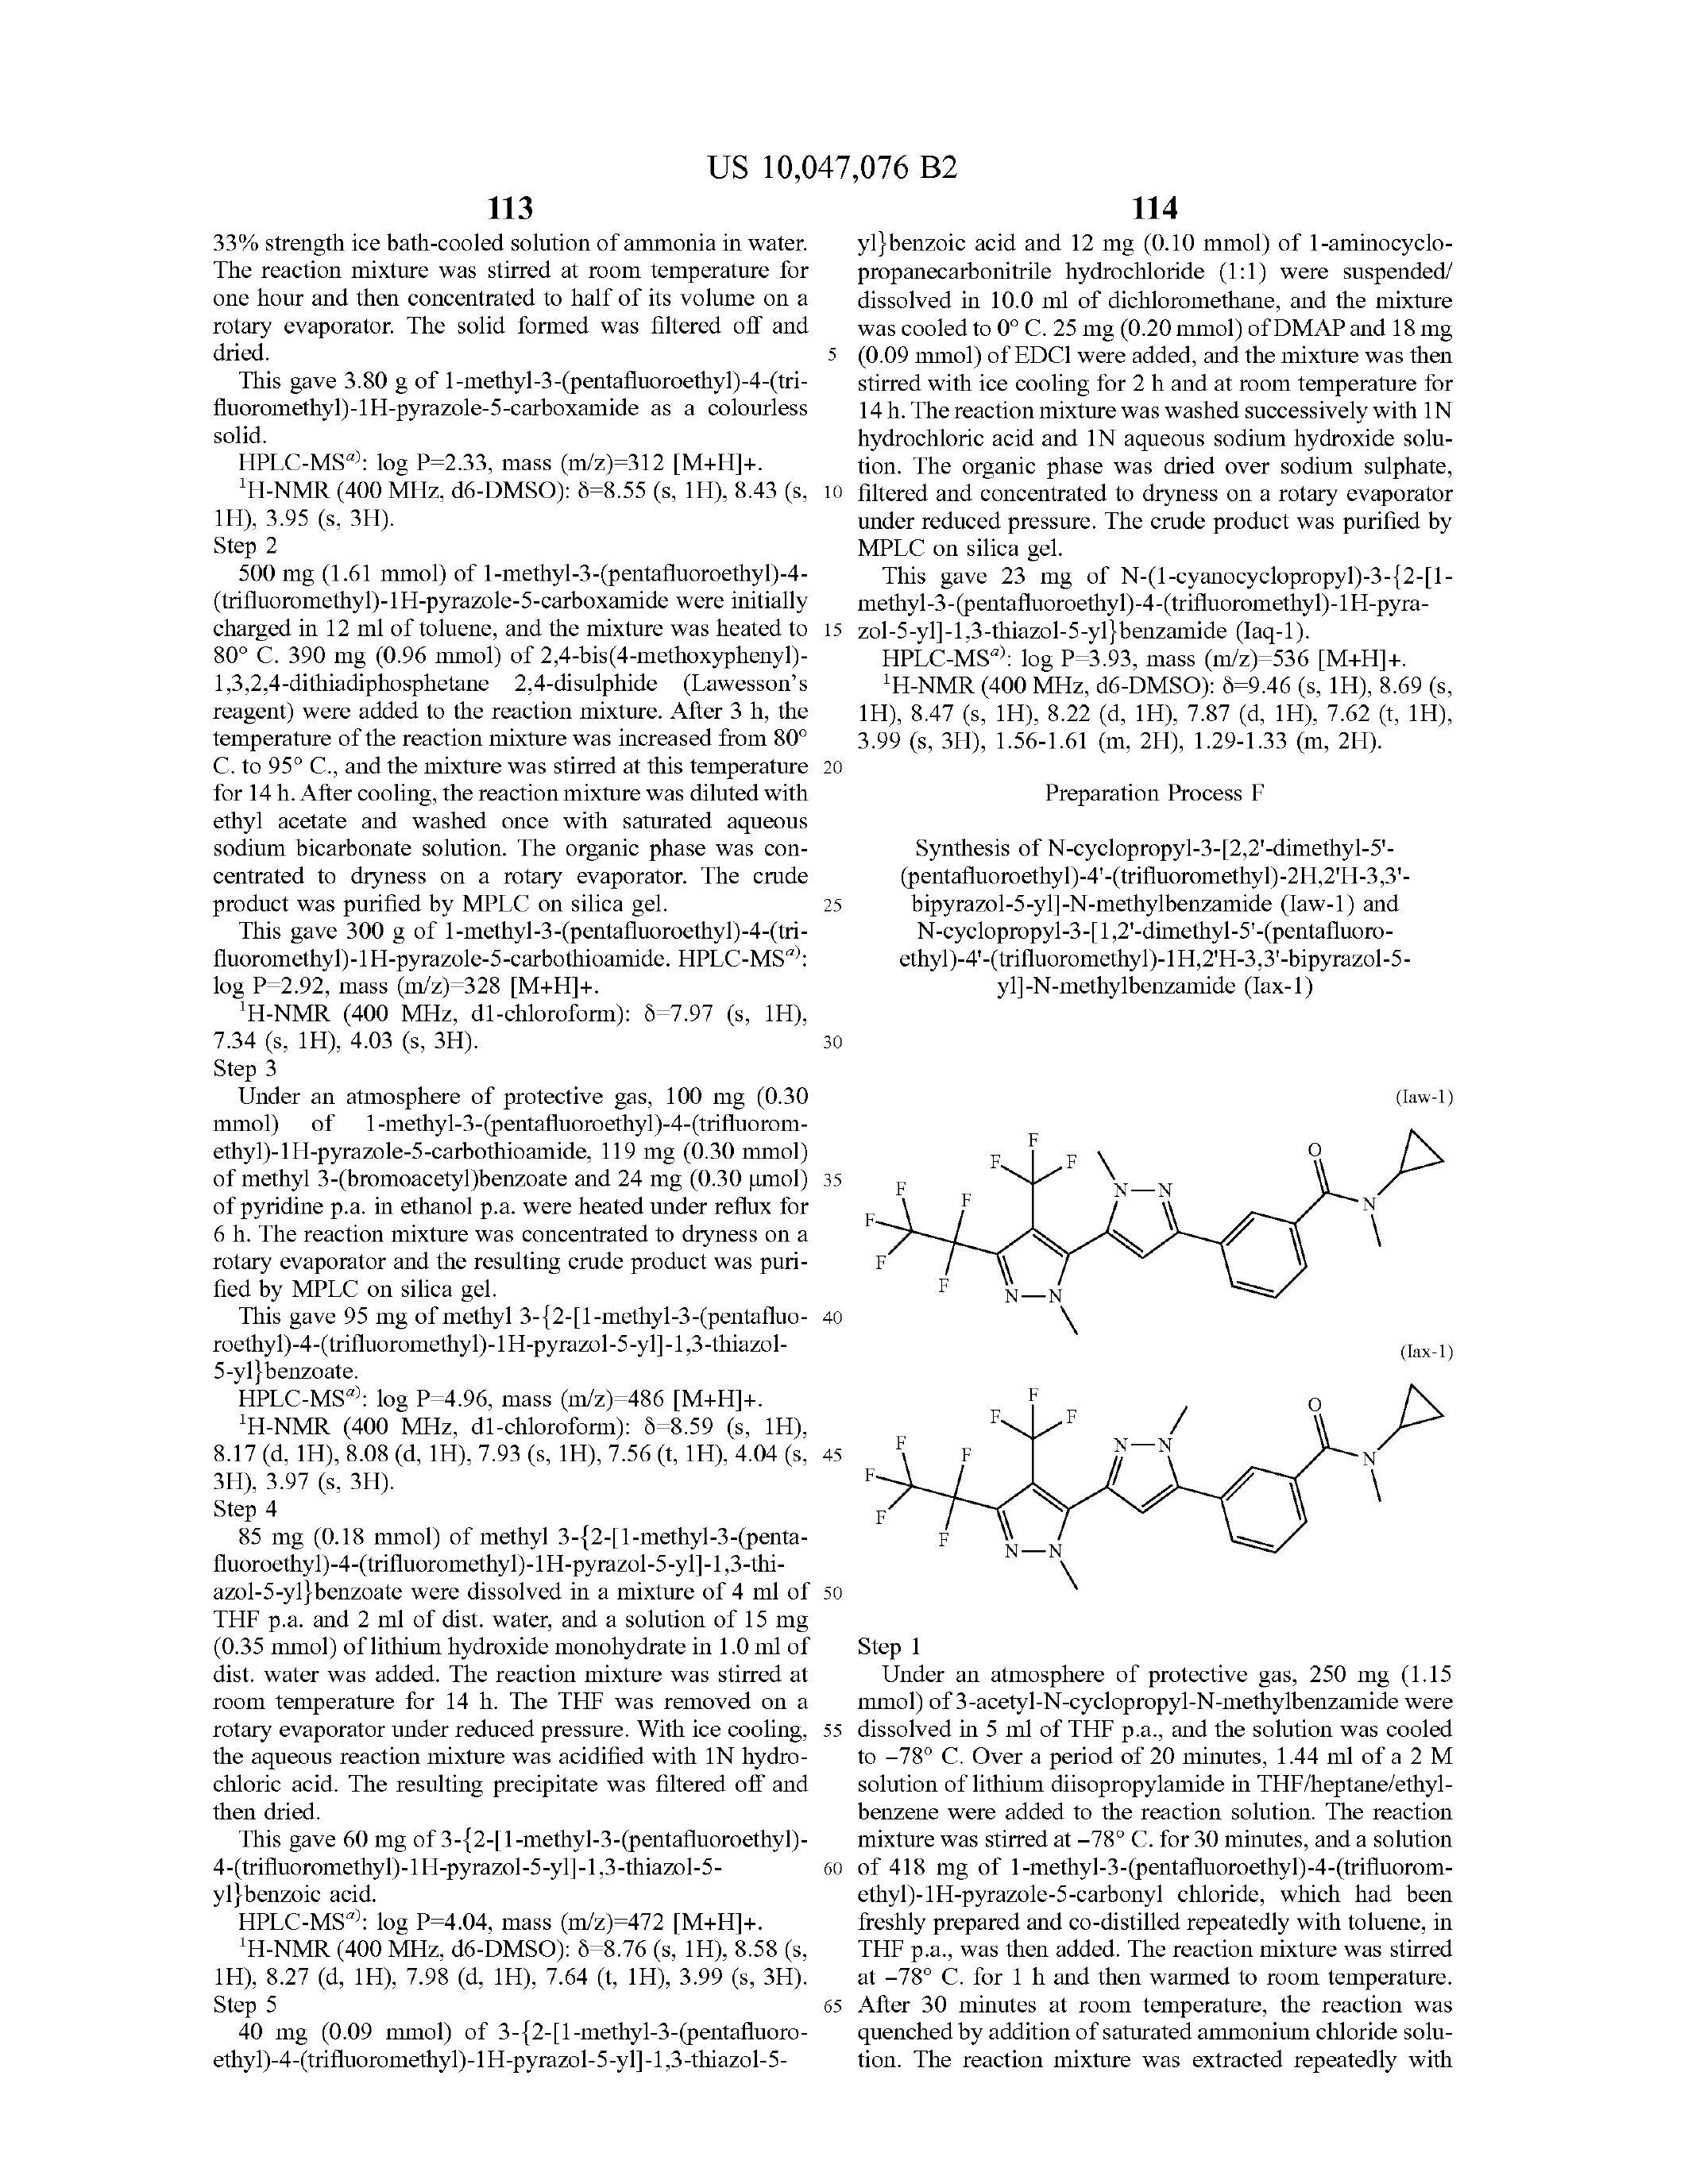 US 10,047,076 B2
113
33% strength ice bath-cooled solution of ammonia in water.
The reaction mixture was stirred at room temperature for
one hour and then concentrated to half of its volume on a
rotary evaporator. The solid formed was filtered off and
dried.
This gave 3.80 g of 1-methyl-3-(pentafluoroethyl)-4-(tri-
fluoromethyl)-1H-pyrazole-5-carboxamide as a colourless
solid.
HPLC-MSᵃ⁾: log P=2.33, mass (m/z)=312 [M+H]+.
¹H-NMR (400 MHz, d6-DMSO): δ=8.55 (s, 1H), 8.43 (s,
1H), 3.95 (s, 3H).
Step 2
500 mg (1.61 mmol) of 1-methyl-3-(pentafluoroethyl)-4-
(trifluoromethyl)-1H-pyrazole-5-carboxamide were initially
charged in 12 ml of toluene, and the mixture was heated to
80° C. 390 mg (0.96 mmol) of 2,4-bis(4-methoxyphenyl)-
1,3,2,4-dithiadiphosphetane 2,4-disulphide (Lawesson's
reagent) were added to the reaction mixture. After 3 h, the
temperature of the reaction mixture was increased from 80°
C. to 95° C., and the mixture was stirred at this temperature
for 14 h. After cooling, the reaction mixture was diluted with
ethyl acetate and washed once with saturated aqueous
sodium bicarbonate solution. The organic phase was con-
centrated to dryness on a rotary evaporator. The crude
product was purified by MPLC on silica gel.
This gave 300 g of 1-methyl-3-(pentafluoroethyl)-4-(tri-
fluoromethyl)-1H-pyrazole-5-carbothioamide. HPLC-MSᵃ⁾:
log P=2.92, mass (m/z)=328 [M+H]+.
¹H-NMR (400 MHz, d1-chloroform): δ=7.97 (s, 1H),
7.34 (s, 1H), 4.03 (s, 3H).
Step 3
Under an atmosphere of protective gas, 100 mg (0.30
mmol) of 1-methyl-3-(pentafluoroethyl)-4-(trifluorom-
ethyl)-1H-pyrazole-5-carbothioamide, 119 mg (0.30 mmol)
of methyl 3-(bromoacetyl)benzoate and 24 mg (0.30 μmol)
of pyridine p.a. in ethanol p.a. were heated under reflux for
6 h. The reaction mixture was concentrated to dryness on a
rotary evaporator and the resulting crude product was puri-
fied by MPLC on silica gel.
This gave 95 mg of methyl 3-{2-[1-methyl-3-(pentafluo-
roethyl)-4-(trifluoromethyl)-1H-pyrazol-5-yl]-1,3-thiazol-
5-yl}benzoate.
HPLC-MSᵃ⁾: log P=4.96, mass (m/z)=486 [M+H]+.
¹H-NMR (400 MHz, d1-chloroform): δ=8.59 (s, 1H),
8.17 (d, 1H), 8.08 (d, 1H), 7.93 (s, 1H), 7.56 (t, 1H), 4.04 (s,
3H), 3.97 (s, 3H).
Step 4
85 mg (0.18 mmol) of methyl 3-{2-[1-methyl-3-(penta-
fluoroethyl)-4-(trifluoromethyl)-1H-pyrazol-5-yl]-1,3-thi-
azol-5-yl}benzoate were dissolved in a mixture of 4 ml of
THF p.a. and 2 ml of dist. water, and a solution of 15 mg
(0.35 mmol) of lithium hydroxide monohydrate in 1.0 ml of
dist. water was added. The reaction mixture was stirred at
room temperature for 14 h. The THF was removed on a
rotary evaporator under reduced pressure. With ice cooling,
the aqueous reaction mixture was acidified with 1N hydro-
chloric acid. The resulting precipitate was filtered off and
then dried.
This gave 60 mg of 3-{2-[1-methyl-3-(pentafluoroethyl)-
4-(trifluoromethyl)-1H-pyrazol-5-yl]-1,3-thiazol-5-
yl}benzoic acid.
HPLC-MSᵃ⁾: log P=4.04, mass (m/z)=472 [M+H]+.
¹H-NMR (400 MHz, d6-DMSO): δ=8.76 (s, 1H), 8.58 (s,
1H), 8.27 (d, 1H), 7.98 (d, 1H), 7.64 (t, 1H), 3.99 (s, 3H).
Step 5
40 mg (0.09 mmol) of 3-{2-[1-methyl-3-(pentafluoro-
ethyl)-4-(trifluoromethyl)-1H-pyrazol-5-yl]-1,3-thiazol-5-
5
10
15
20
25
30
35
40
45
50
55
60
65
114
yl}benzoic acid and 12 mg (0.10 mmol) of 1-aminocyclo-
propanecarbonitrile hydrochloride (1:1) were suspended/
dissolved in 10.0 ml of dichloromethane, and the mixture
was cooled to 0° C. 25 mg (0.20 mmol) of DMAP and 18 mg
(0.09 mmol) of EDCl were added, and the mixture was then
stirred with ice cooling for 2 h and at room temperature for
14 h. The reaction mixture was washed successively with 1N
hydrochloric acid and 1N aqueous sodium hydroxide solu-
tion. The organic phase was dried over sodium sulphate,
filtered and concentrated to dryness on a rotary evaporator
under reduced pressure. The crude product was purified by
MPLC on silica gel.
This gave 23 mg of N-(1-cyanocyclopropyl)-3-{2-[1-
methyl-3-(pentafluoroethyl)-4-(trifluoromethyl)-1H-pyra-
zol-5-yl]-1,3-thiazol-5-yl}benzamide (Iaq-1).
HPLC-MSᵃ⁾: log P=3.93, mass (m/z)=536 [M+H]+.
¹H-NMR (400 MHz, d6-DMSO): δ=9.46 (s, 1H), 8.69 (s,
1H), 8.47 (s, 1H), 8.22 (d, 1H), 7.87 (d, 1H), 7.62 (t, 1H),
3.99 (s, 3H), 1.56-1.61 (m, 2H), 1.29-1.33 (m, 2H).
Preparation Process F
Synthesis of N-cyclopropyl-3-[2,2'-dimethyl-5'-
(pentafluoroethyl)-4'-(trifluoromethyl)-2H,2'H-3,3'-
bipyrazol-5-yl]-N-methylbenzamide (Iaw-1) and
N-cyclopropyl-3-[1,2'-dimethyl-5'-(pentafluoro-
ethyl)-4'-(trifluoromethyl)-1H,2'H-3,3'-bipyrazol-5-
yl]-N-methylbenzamide (Iax-1)
(Iaw-1)
F
F F O
F F N—N N
F
F F
N—N
(Iax-1)
F
F F O
F F N—N N
F
F F
N—N
Step 1
Under an atmosphere of protective gas, 250 mg (1.15
mmol) of 3-acetyl-N-cyclopropyl-N-methylbenzamide were
dissolved in 5 ml of THF p.a., and the solution was cooled
to −78° C. Over a period of 20 minutes, 1.44 ml of a 2 M
solution of lithium diisopropylamide in THF/heptane/ethyl-
benzene were added to the reaction solution. The reaction
mixture was stirred at −78° C. for 30 minutes, and a solution
of 418 mg of 1-methyl-3-(pentafluoroethyl)-4-(trifluorom-
ethyl)-1H-pyrazole-5-carbonyl chloride, which had been
freshly prepared and co-distilled repeatedly with toluene, in
THF p.a., was then added. The reaction mixture was stirred
at −78° C. for 1 h and then warmed to room temperature.
After 30 minutes at room temperature, the reaction was
quenched by addition of saturated ammonium chloride solu-
tion. The reaction mixture was extracted repeatedly with